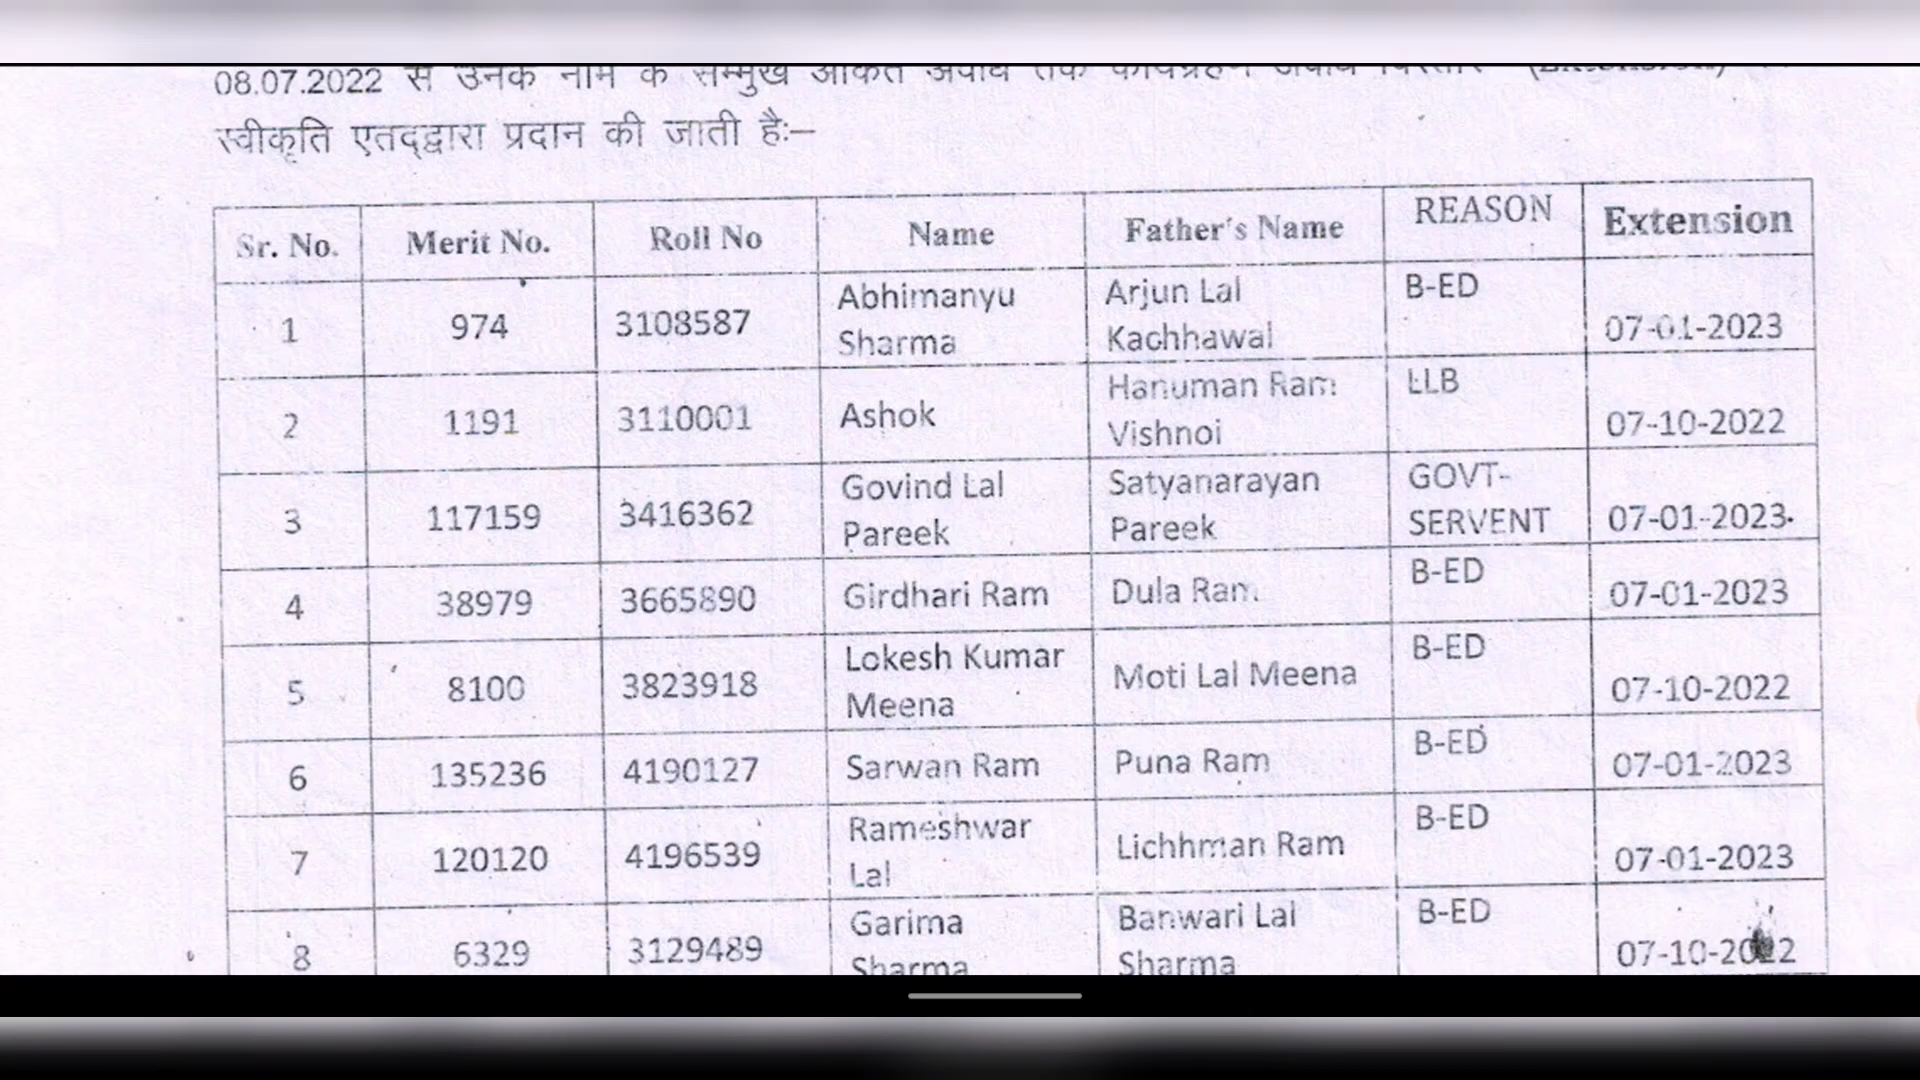 08.07.2022 से उनके नाम के सम्मुख अंकित अवधि तक कार्यग्रहण अवधि विस्तार (Extension)
स्वीकृति एतद्द्वारा प्रदान की जाती हैः–
Sr. No. Merit No. Roll No Name Father's Name REASON Extension
1 974 3108587 Abhimanyu Sharma Arjun Lal Kachhawal B-ED 07-01-2023
2 1191 3110001 Ashok Hanuman Ram Vishnoi LLB 07-10-2022
3 117159 3416362 Govind Lal Pareek Satyanarayan Pareek GOVT-SERVENT 07-01-2023
4 38979 3665890 Girdhari Ram Dula Ram B-ED 07-01-2023
5 8100 3823918 Lokesh Kumar Meena Moti Lal Meena B-ED 07-10-2022
6 135236 4190127 Sarwan Ram Puna Ram B-ED 07-01-2023
7 120120 4196539 Rameshwar Lal Lichhman Ram B-ED 07-01-2023
8 6329 3129489 Garima Sharma Banwari Lal Sharma B-ED 07-10-2022